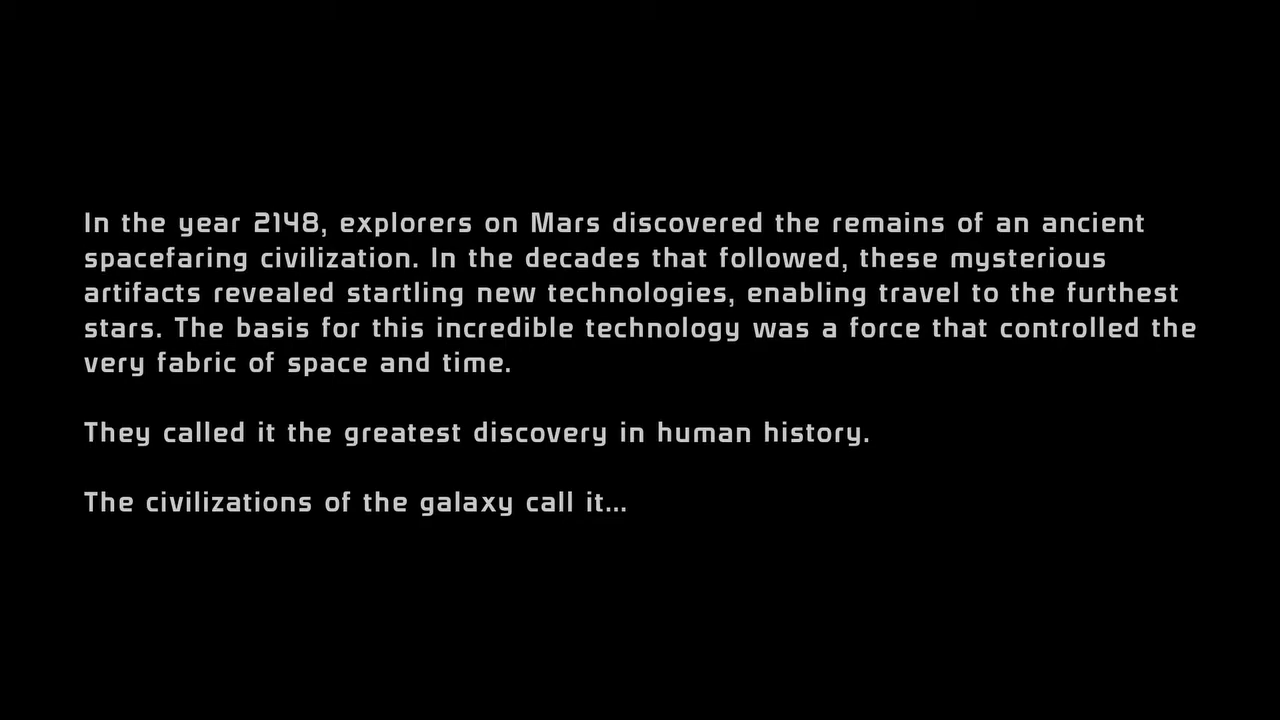 In the year 2148, explorers on Mars discovered the remains of an ancient
spacefaring civilization. In the decades that followed, these mysterious
artifacts revealed startling new technologies, enabling travel to the furthest
stars. The basis for this incredible technology was a force that controlled the
very fabric of space and time.
They called it the greatest discovery in human history.
The civilizations of the galaxy call it...